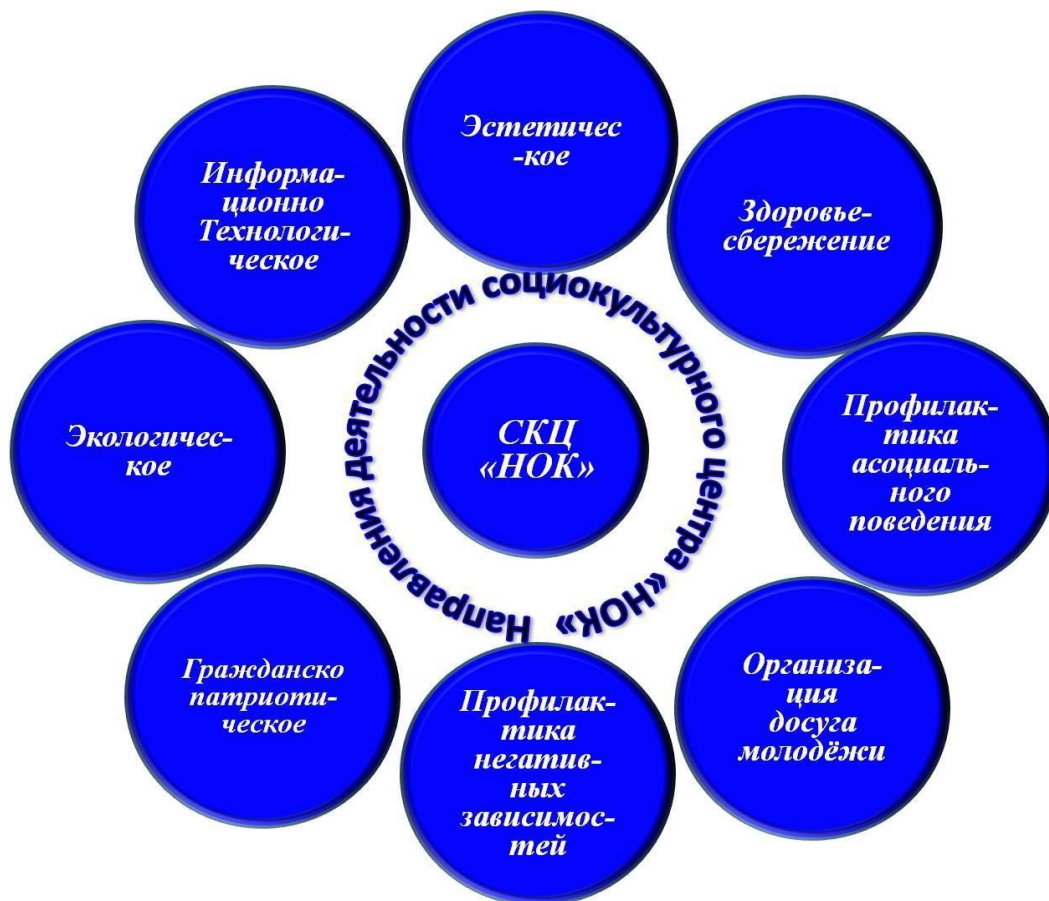 Эстетичес
-кое
Здоровье-
сбережение
Профилак-
тика
асоциаль-
ного
поведения
Организа-
ция
досуга
молодёжи
Профилак-
тика
негатив-
ных
зависимос-
тей
Гражданско
патриоти-
ческое
Экологичес-
кое
Информа-
ционно
Технологи-
ческое
Направления деятельности социокультурного центра «НОК»
СКЦ
«НОК»